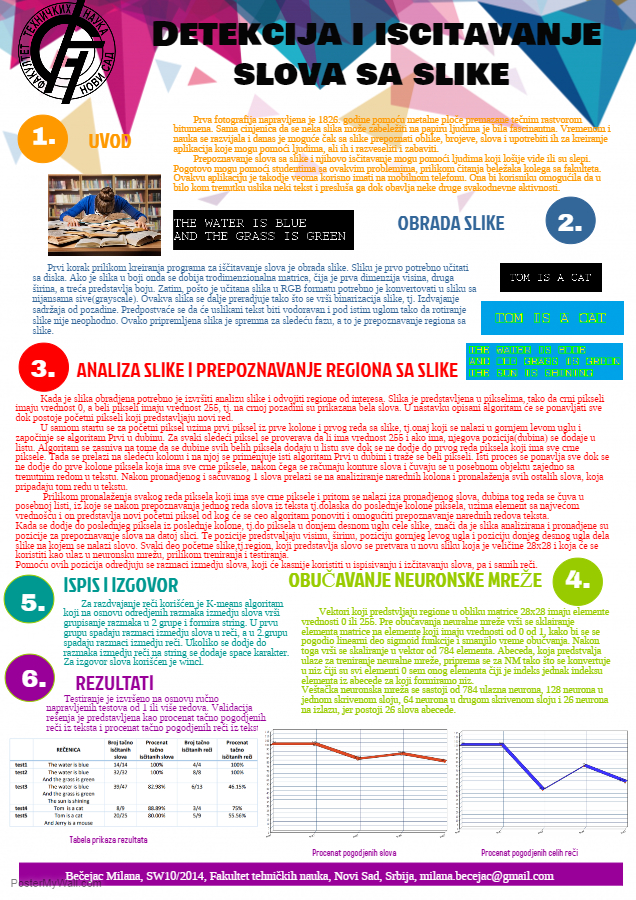 ФАКУЛТЕТ ТЕХНИЧКИХ НАУКА
НОВИ САД
Detekcija i iscitavanje
slova sa slike
1.
UVOD
Prva fotografija napravljena je 1826. godine pomoću metalne ploče premazane tečnim rastvorom
bitumena. Sama činjenica da se neka slika može zabeležiti na papiru ljudima je bila fascinantna. Vremenom i
nauka se razvijala i danas je moguće čak sa slike prepoznati oblike, brojeve, slova i upotrebiti ih za kreiranje
aplikacija koje mogu pomoći ljudima, ali ih i razveseliti i zabaviti.
Prepoznavanje slova sa slike i njihovo isčitavanje mogu pomoći ljudima koji lošije vide ili su slepi.
Pogotovo mogu pomoći studentima sa ovakvim problemima, prilikom čitanja beležaka kolega sa fakulteta.
Ovakvu aplikaciju je takodje veoma korisno imati na mobilnom telefonu. Ona bi korisniku omogućila da u
bilo kom trenutku uslika neki tekst i presluša ga dok obavlja neke druge svakodnevne aktivnosti.
THE WATER IS BLUE
AND THE GRASS IS GREEN
OBRADA SLIKE
2.
Prvi korak prilikom kreiranja programa za iščitavanje slova je obrada slike. Sliku je prvo potrebno učitati
sa diska. Ako je slika u boji onda se dobija trodimenzionalna matrica, čija je prva dimenzija visina, druga
širina, a treća predstavlja boju. Zatim, pošto je učitana slika u RGB formatu potrebno je konvertovati u sliku sa
nijansama sive(grayscale). Ovakva slika se dalje preradjuje tako što se vrši binarizacija slike, tj. Izdvajanje
sadržaja od pozadine. Predpostvaće se da će uslikani tekst biti vodoravan i pod istim uglom tako da rotiranje
slike nije neophodno. Ovako pripremljena slika je spremna za sledeću fazu, a to je prepoznavanje regiona sa
slike.
TOM IS A CAT
TOM IS A CAT
THE WATER IS BLUE
AND THE GRASS IS GREEN
THE SUN IS SHINING
3.
ANALIZA SLIKE I PREPOZNAVANJE REGIONA SA SLIKE
Kada je slika obradjena potrebno je izvršiti analizu slike i odvojiti regione od interesa. Slika je predstavljena u pikselima, tako da crni pikseli
imaju vrednost 0, a beli pikseli imaju vrednost 255, tj. na crnoj pozadini su prikazana bela slova. U nastavku opisani algoritam će se ponavljati sve
dok postoje početni pikseli koji predstavljaju novi red.
U samom startu se za početni piksel uzima prvi piksel iz prve kolone i prvog reda sa slike, tj.onaj koji se nalazi u gornjem levom uglu i
započinje se algoritam Prvi u dubinu. Za svaki sledeći piksel se proverava da li ima vrednost 255 i ako ima, njegova pozicija(dubina) se dodaje u
listu. Algoritam se zasniva na tome da se dubine svih belih piksela dodaju u listu sve dok se ne dodje do prvog reda piksela koji ima sve crne
piksele. Tada se prelazi na sledeću kolonu i na njoj se primenjuje isti algoritam Prvi u dubini i traže se beli pikseli. Isti proces se ponavlja sve dok se
ne dodje do prve kolone piksela koja ima sve crne piksele, nakon čega se računaju konture slova i čuvaju se u posebnom objektu zajedno sa
trenutnim redom u tekstu. Nakon pronadjenog i sačuvanog 1 slova prelazi se na analiziranje narednih kolona i pronalaženja svih ostalih slova, koja
pripadaju tom redu u tekstu.
Prilikom pronalaženja svakog reda piksela koji ima sve crne piksele i pritom se nalazi iza pronadjenog slova, dubina tog reda se čuva u
posebnoj listi, iz koje se nakon prepoznavanja jednog reda slova iz teksta tj.dolaska do poslednje kolone piksela, uzima element sa najvećom
vrednošću i on predstavlja novi početni piksel od kog će se ceo algoritam ponoviti i omogućiti prepoznavanje narednih redova teksta.
Kada se dodje do poslednjeg piksela iz poslednje kolone, tj.do piksela u donjem desnom uglu cele slike, znači da je slika analizirana i pronadjene su
pozicije za prepoznavanje slova na datoj slici. Te pozicije predstvaljaju visinu, širinu, poziciju gornjeg levog ugla i poziciju donjeg desnog ugla dela
slike na kojem se nalazi slovo. Svaki deo početne slike,tj.region, koji predstavlja slovo se pretvara u novu sliku koja je veličine 28x28 i koja će se
koristiti kao ulaz u neuronsku mrežu, prilikom treniranja i testiranja.
Pomoću ovih pozicija odredjuju se razmaci izmedju slova, koji će kasnije koristiti u ispisivanju i izčitavanju slova, pa i samih reči.
5.
ISPIS I IZGOVOR
Za razdvajanje reči korišćen je K-means algoritam
koji na osnovu odredjenih razmaka izmedju slova vrši
grupisanje razmaka u 2 grupe i formira string. U prvu
grupu spadaju razmaci izmedju slova u reči, a u 2.grupu
spadaju razmaci izmedju reči. Ukoliko se dodje do
razmaka izmedju reči na string se dodaje space karakter.
Za izgovor slova korišćen je wincl.
OBUČAVANJE NEURONSKE MREŽE
4.
Vektori koji predstvljaju regione u obliku matrice 28x28 imaju elemente
vrednosti 0 ili 255. Pre obučavanja neuralne mreže vrši se sklairanje
elementa matrice na elemente koji imaju vrednosti od 0 od 1, kako bi se se
pogodio linearni deo sigmoid funkcije i smanjilo vreme obučavanja. Nakon
toga vrši se skaliranje u vektor od 784 elementa. Abeceda, koja predstvalja
ulaze za treniranje neuralne mreže, priprema se za NM tako što se konvertuje
u niz čiji su svi elementi 0 sem onog elementa čiji je indeks jednak indeksu
elementa iz abecede za koji formiramo niz.
Veštačka neuronska mreža se sastoji od 784 ulazna neurona, 128 neurona u
jednom skrivenom sloju, 64 neurona u drugom skrivenom sloju i 26 neurona
na izlazu, jer postoji 26 slova abecede.
6.
REZULTATI
Testiranje je izvršeno na osnovu ručno
napravljenih testova od 1 ili više redova. Validacija
rešenja je predstavljena kao procenat tačno pogodjenih
reči iz teksta i procenat tačno pogodjenih reči iz tekst
REČENICA Broj tačno isčitanih slova Procenat tačno isčitanih slova Broj tačno isčitanih reči Procenat tačno isčitanih reči
test1 The water is blue 14/14 100% 4/4 100%
test2 The water is blue 32/32 100% 8/8 100%
And the grass is green
test3 The water is blue 39/47 82.98% 6/13 46.15%
And the grass is green
The sun is shining
test4 Tom is a cat 8/9 88.89% 3/4 75%
test5 Tom is a cat 20/25 80.00% 5/9 55.56%
And Jerry is a mouse
Tabela prikaza rezultata
Procenat pogodjenih slova
Procenat pogodjenih celih reči
Bečejac Milana, SW10/2014, Fakultet tehničkih nauka, Novi Sad, Srbija, milana.becejac@gmail.com
PosterMyWall.com